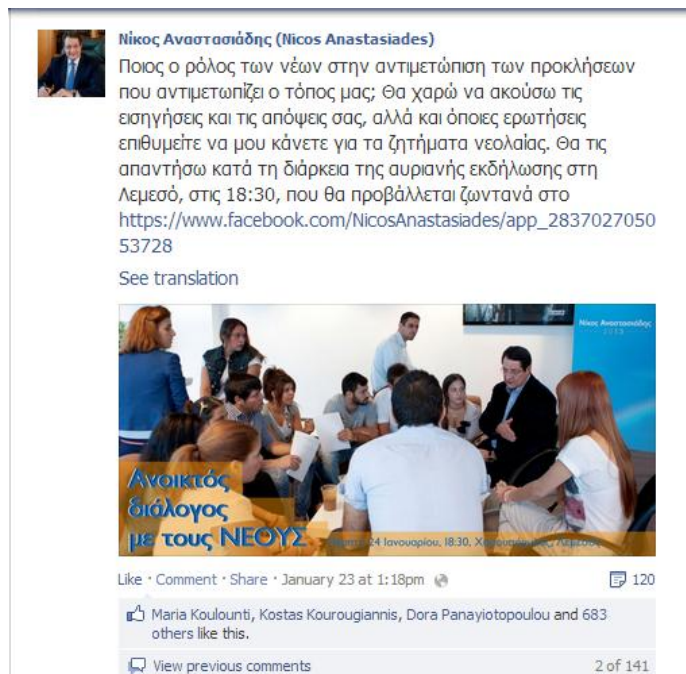 Νίκος Αναστασιάδης (Nicos Anastasiades)
Ποιος ο ρόλος των νέων στην αντιμετώπιση των προκλήσεων
που αντιμετωπίζει ο τόπος μας; Θα χαρώ να ακούσω τις
εισηγήσεις και τις απόψεις σας, αλλά και όποιες ερωτήσεις
επιθυμείτε να μου κάνετε για τα ζητήματα νεολαίας. Θα τις
απαντήσω κατά τη διάρκεια της αυριανής εκδήλωσης στη
Λεμεσό, στις 18:30, που θα προβάλλεται ζωντανά στο
https://www.facebook.com/NicosAnastasiades/app_2837027050
53728
See translation
Νίκος Αναστασιάδης
2013
Ανοικτός
διάλογος
με τους ΝΕΟΥΣ
24 Ιανουαρίου, 18:30,
Like · Comment · Share · January 23 at 1:18pm
120
Maria Koulounti, Kostas Kourougiannis, Dora Panayiotopoulou and 683
others like this.
View previous comments
2 of 141